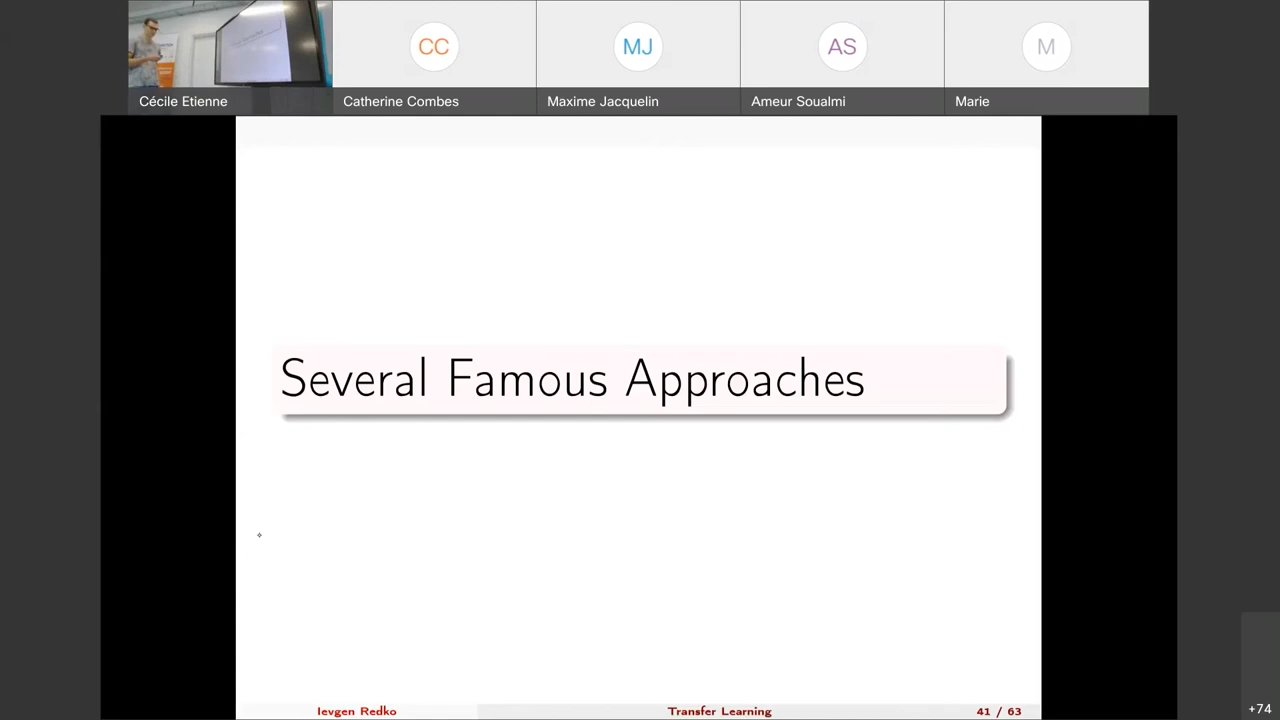 CC
MJ
AS
M
Cécile Etienne
Catherine Combes
Maxime Jacquelin
Ameur Soualmi
Marie
Several Famous Approaches
Ievgen Redko
Transfer Learning
41 / 63
+74